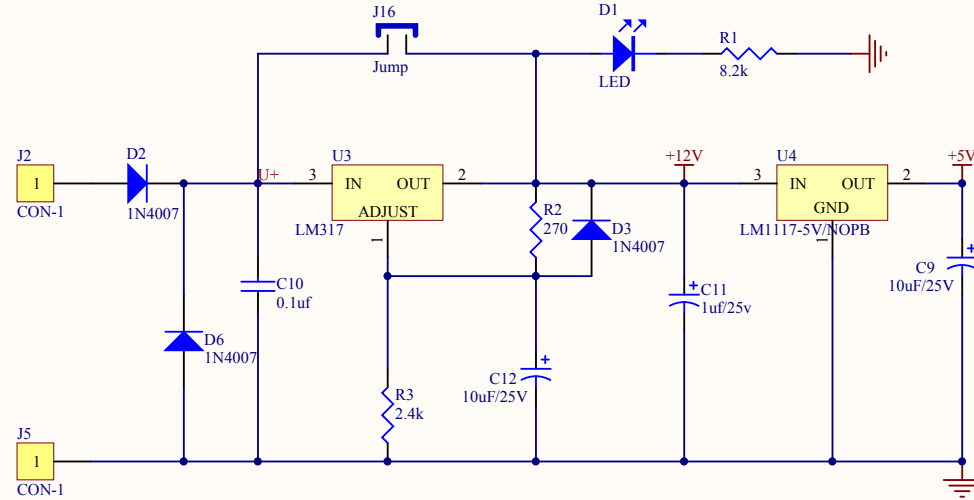 J16
Jump
D1
LED
R1
8.2k
J2
1
CON-1
D2
1N4007
U+
U3
3
IN
OUT
2
ADJUST
1
LM317
R2
270
D3
1N4007
+12V
U4
3
IN
OUT
2
GND
1
LM1117-5V/NOPB
+5V
C10
0.1uf
C11
1uf/25v
C9
10uF/25V
D6
1N4007
C12
10uF/25V
R3
2.4k
J5
1
CON-1